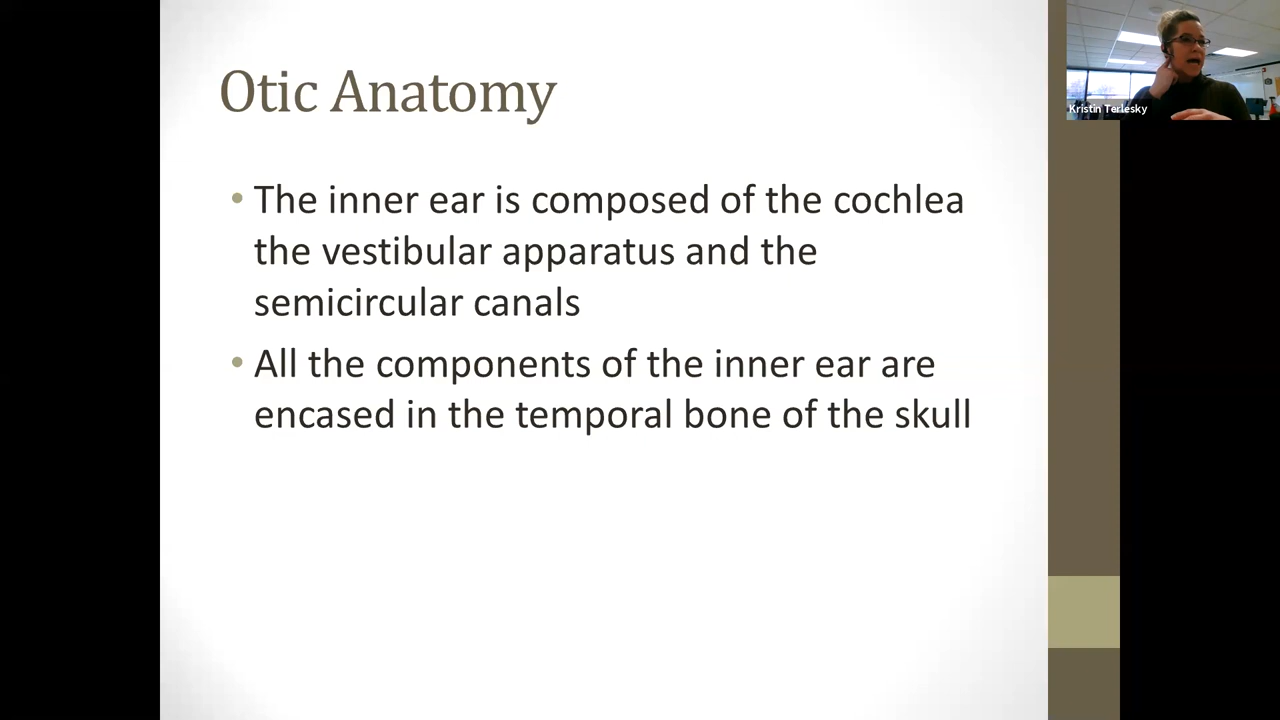 Otic Anatomy
Kristin Terlesky
• The inner ear is composed of the cochlea
the vestibular apparatus and the
semicircular canals
• All the components of the inner ear are
encased in the temporal bone of the skull